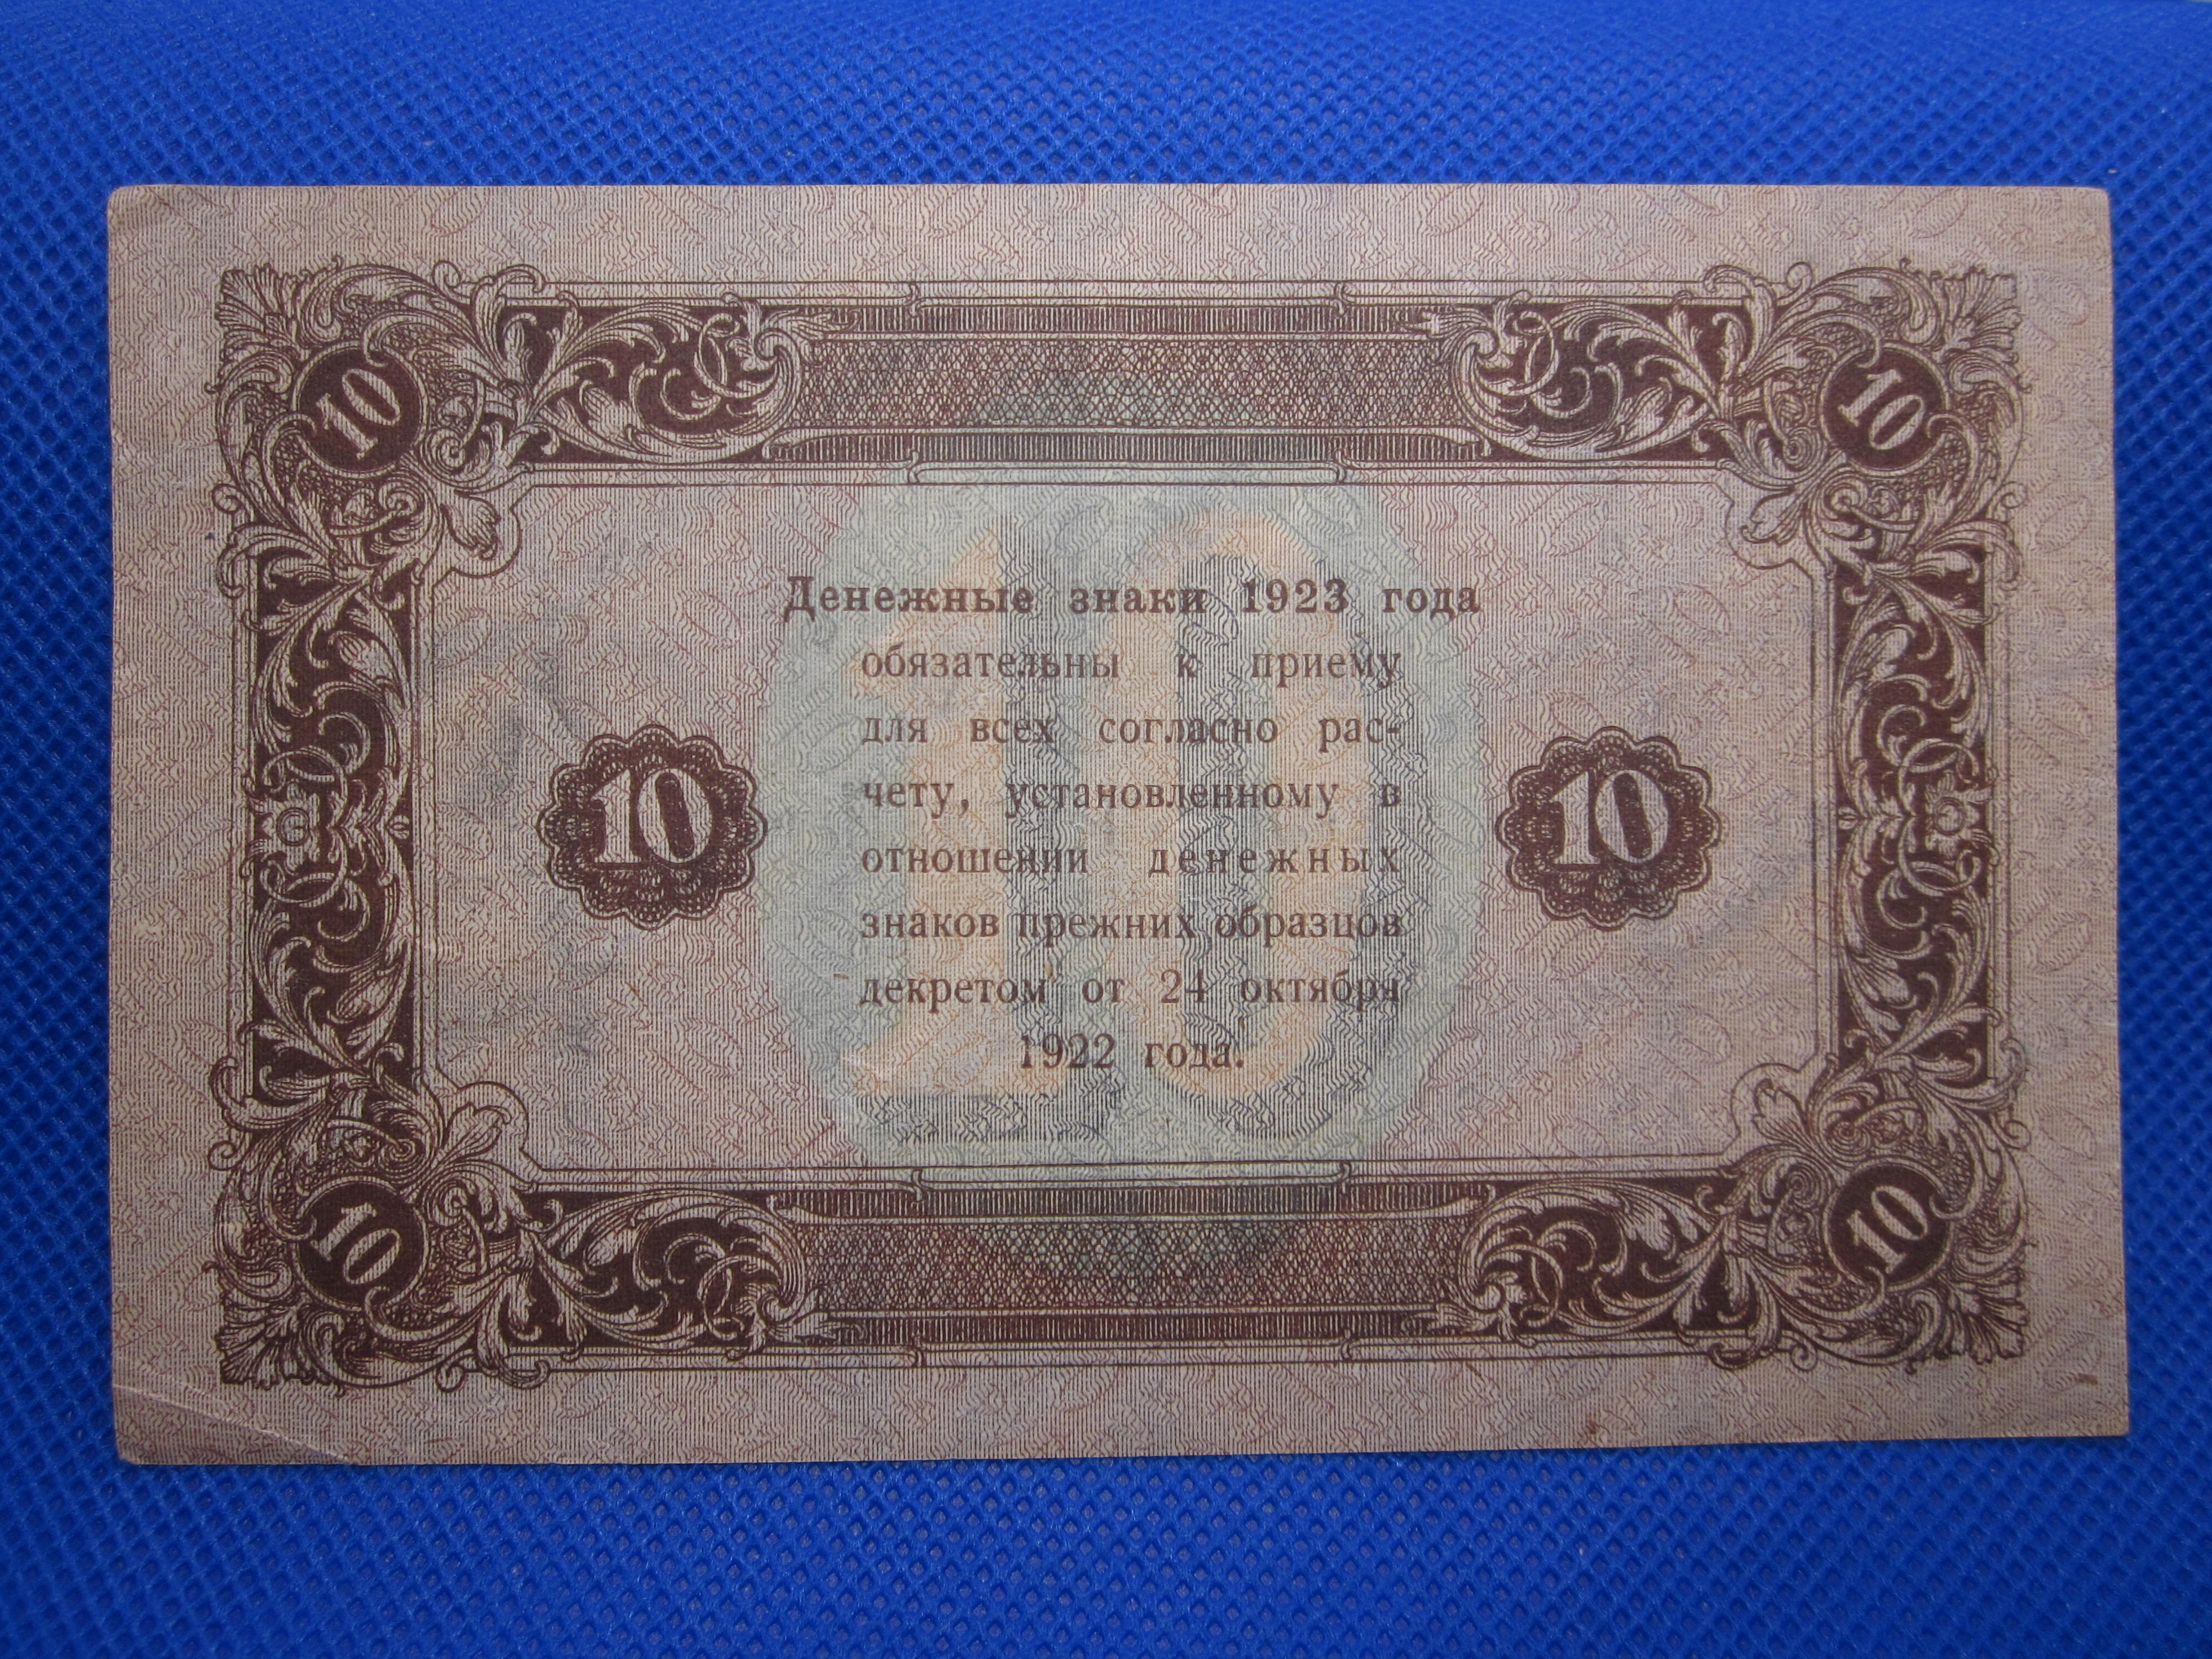 10 10
10
Денежные знаки 1923 года
обязательны к приему
для всех согласно рас-
чету, установленному в
отношении денежных
знаков прежних образцов
декретом от 24 октября
1922 года.
10 10
10 10